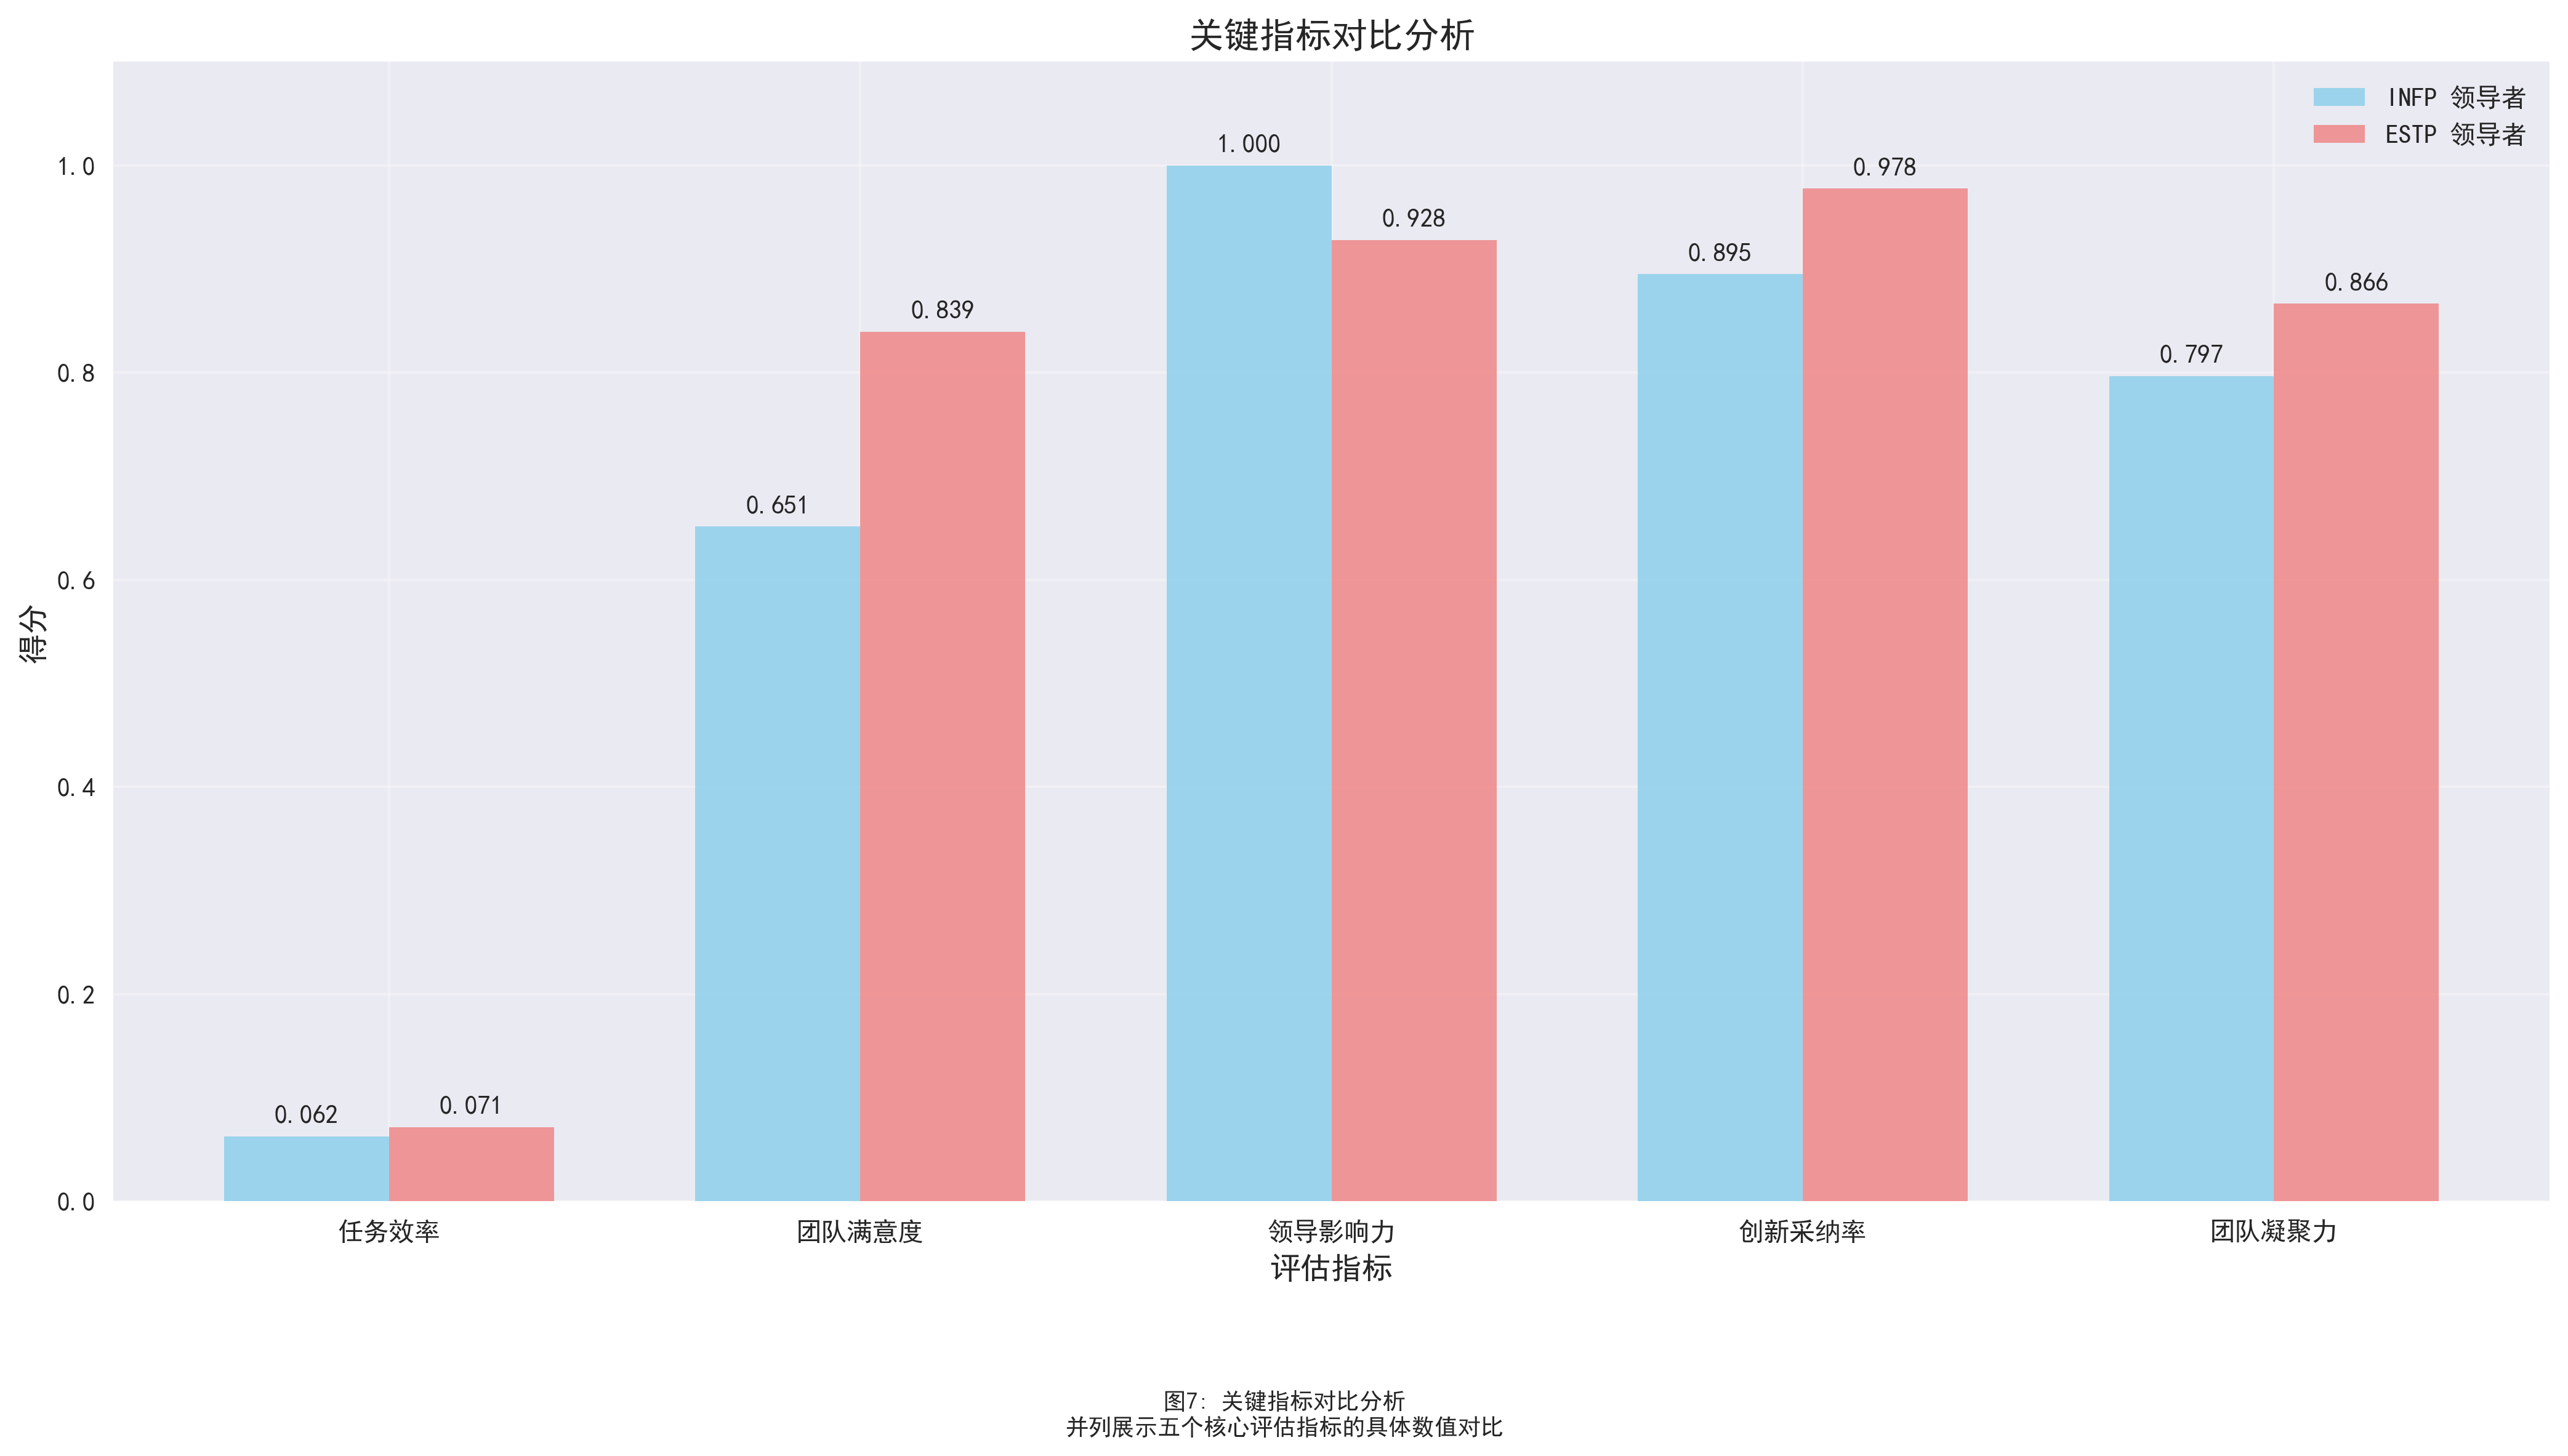 关键指标对比分析
INFP 领导者
ESTP 领导者
得分
1.0
0.8
0.6
0.4
0.2
0.0
0.062
0.071
0.651
0.839
1.000
0.928
0.895
0.978
0.797
0.866
任务效率
团队满意度
领导影响力
创新采纳率
团队凝聚力
评估指标
图7: 关键指标对比分析
并列展示五个核心评估指标的具体数值对比